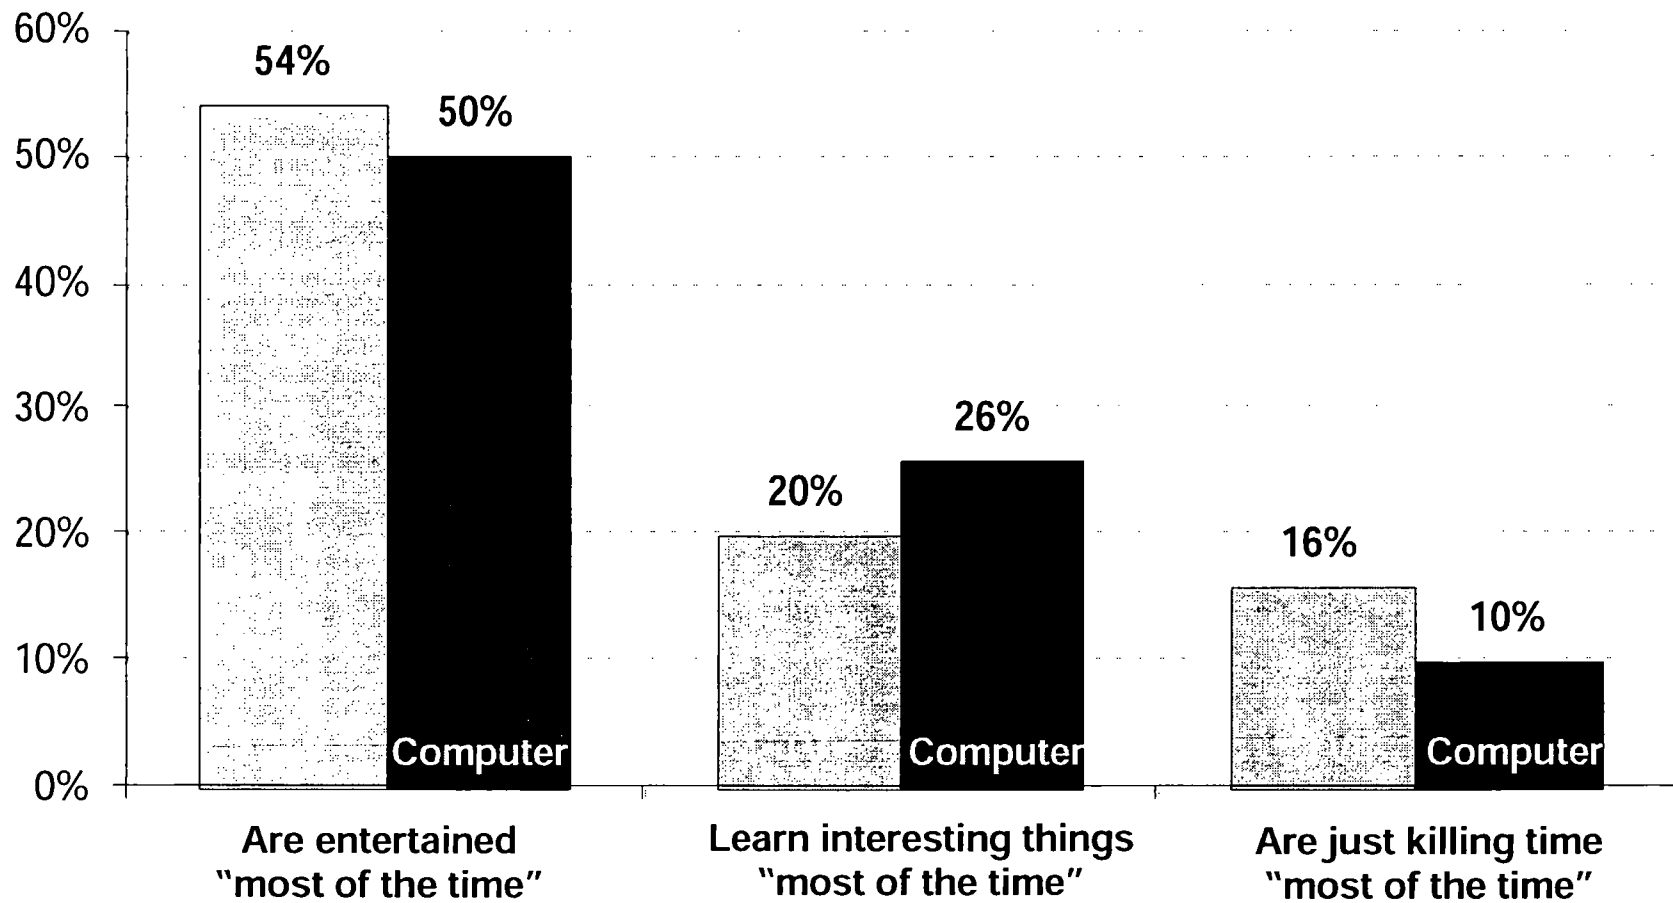 60%
54%
50%
50%
40%
30%
26%
20%
20%
16%
10%
10%
0%
Computer
Computer
Computer
Are entertained
“most of the time”
Learn interesting things
“most of the time”
Are just killing time
“most of the time”